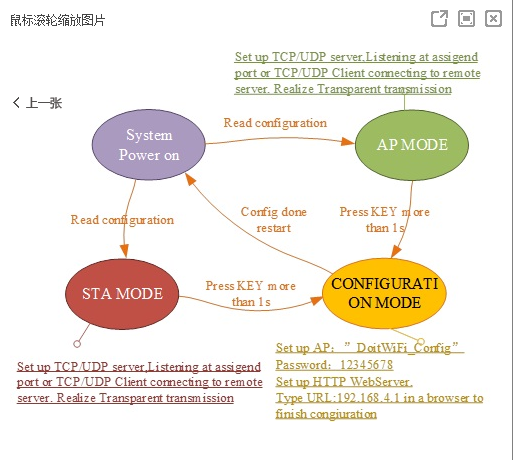 鼠标滚轮缩放图片
Set up TCP/UDP server,Listening at assigend
port or TCP/UDP Client connecting to remote
server. Realize Transparent transmission
上一张
System
Power on
Read configuration
AP MODE
Read configuration
Config done
restart
Press KEY more
than 1s
STA MODE
Press KEY more
than 1s
CONFIGURATI
ON MODE
Set up TCP/UDP server,Listening at assigend
port or TCP/UDP Client connecting to remote
server. Realize Transparent transmission
Set up AP: ”DoitWiFi_Config”
Password: 12345678
Set up HTTP WebServer,
Type URL:192.168.4.1 in a browser to
finish congiuration